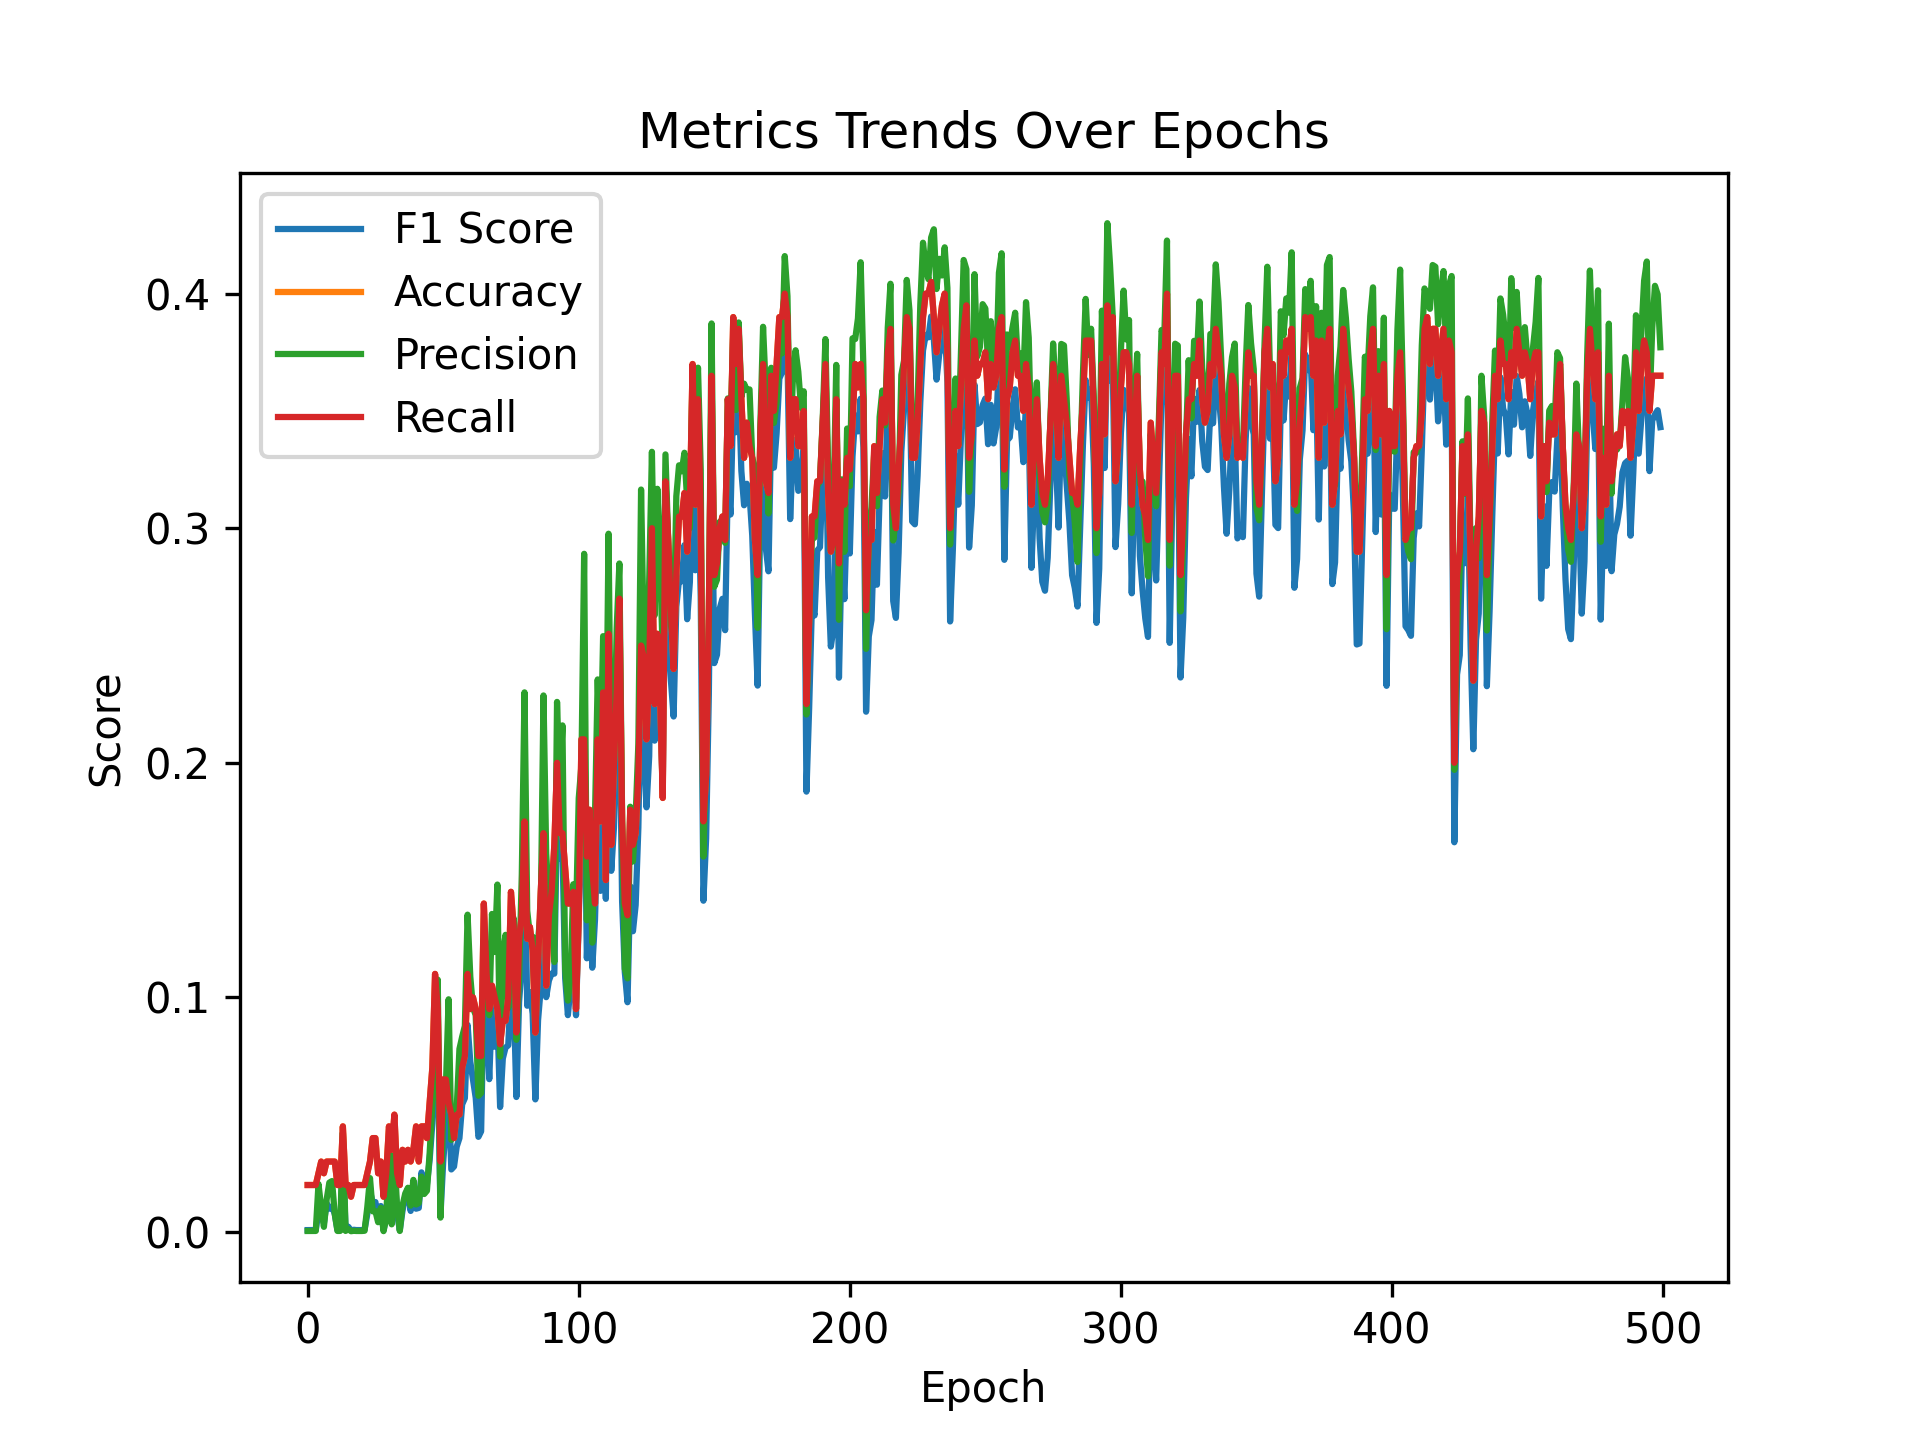 Metrics Trends Over Epochs
F1 Score
Accuracy
Precision
Recall
Score
0.4
0.3
0.2
0.1
0.0
0 100 200 300 400 500
Epoch